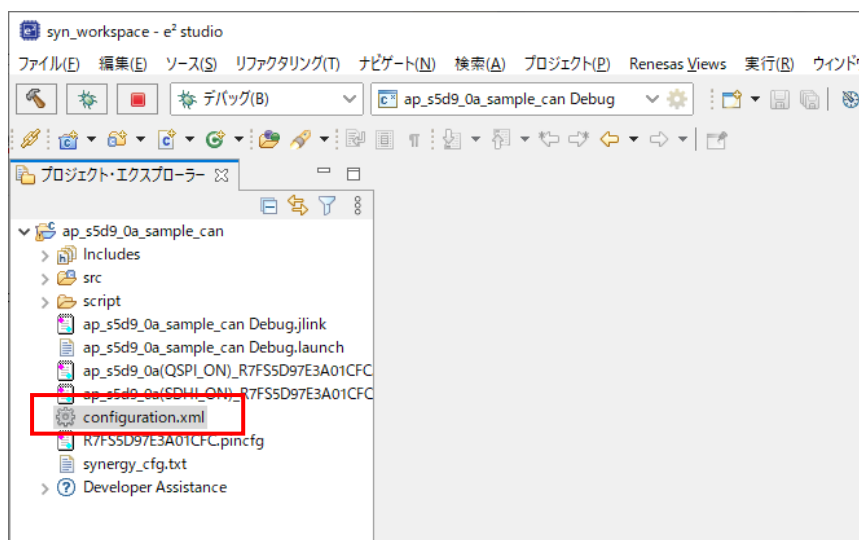 syn_workspace - e² studio
ファイル(F) 編集(E) ソース(S) リファクタリング(T) ナビゲート(N) 検索(A) プロジェクト(P) Renesas Views 実行(R) ウィンドウ
デバッグ(B) ap_s5d9_0a_sample_can Debug
プロジェクト・エクスプローラー
ap_s5d9_0a_sample_can
Includes
src
script
ap_s5d9_0a_sample_can Debug.jlink
ap_s5d9_0a_sample_can Debug.launch
ap_s5d9_0a(QSPI_ON)_R7FS5D97E3A01CFC
ap_s5d9_0a(SDHI_ON)_R7FS5D97E3A01CFC
configuration.xml
R7FS5D97E3A01CFC.pincfg
synergy_cfg.txt
Developer Assistance